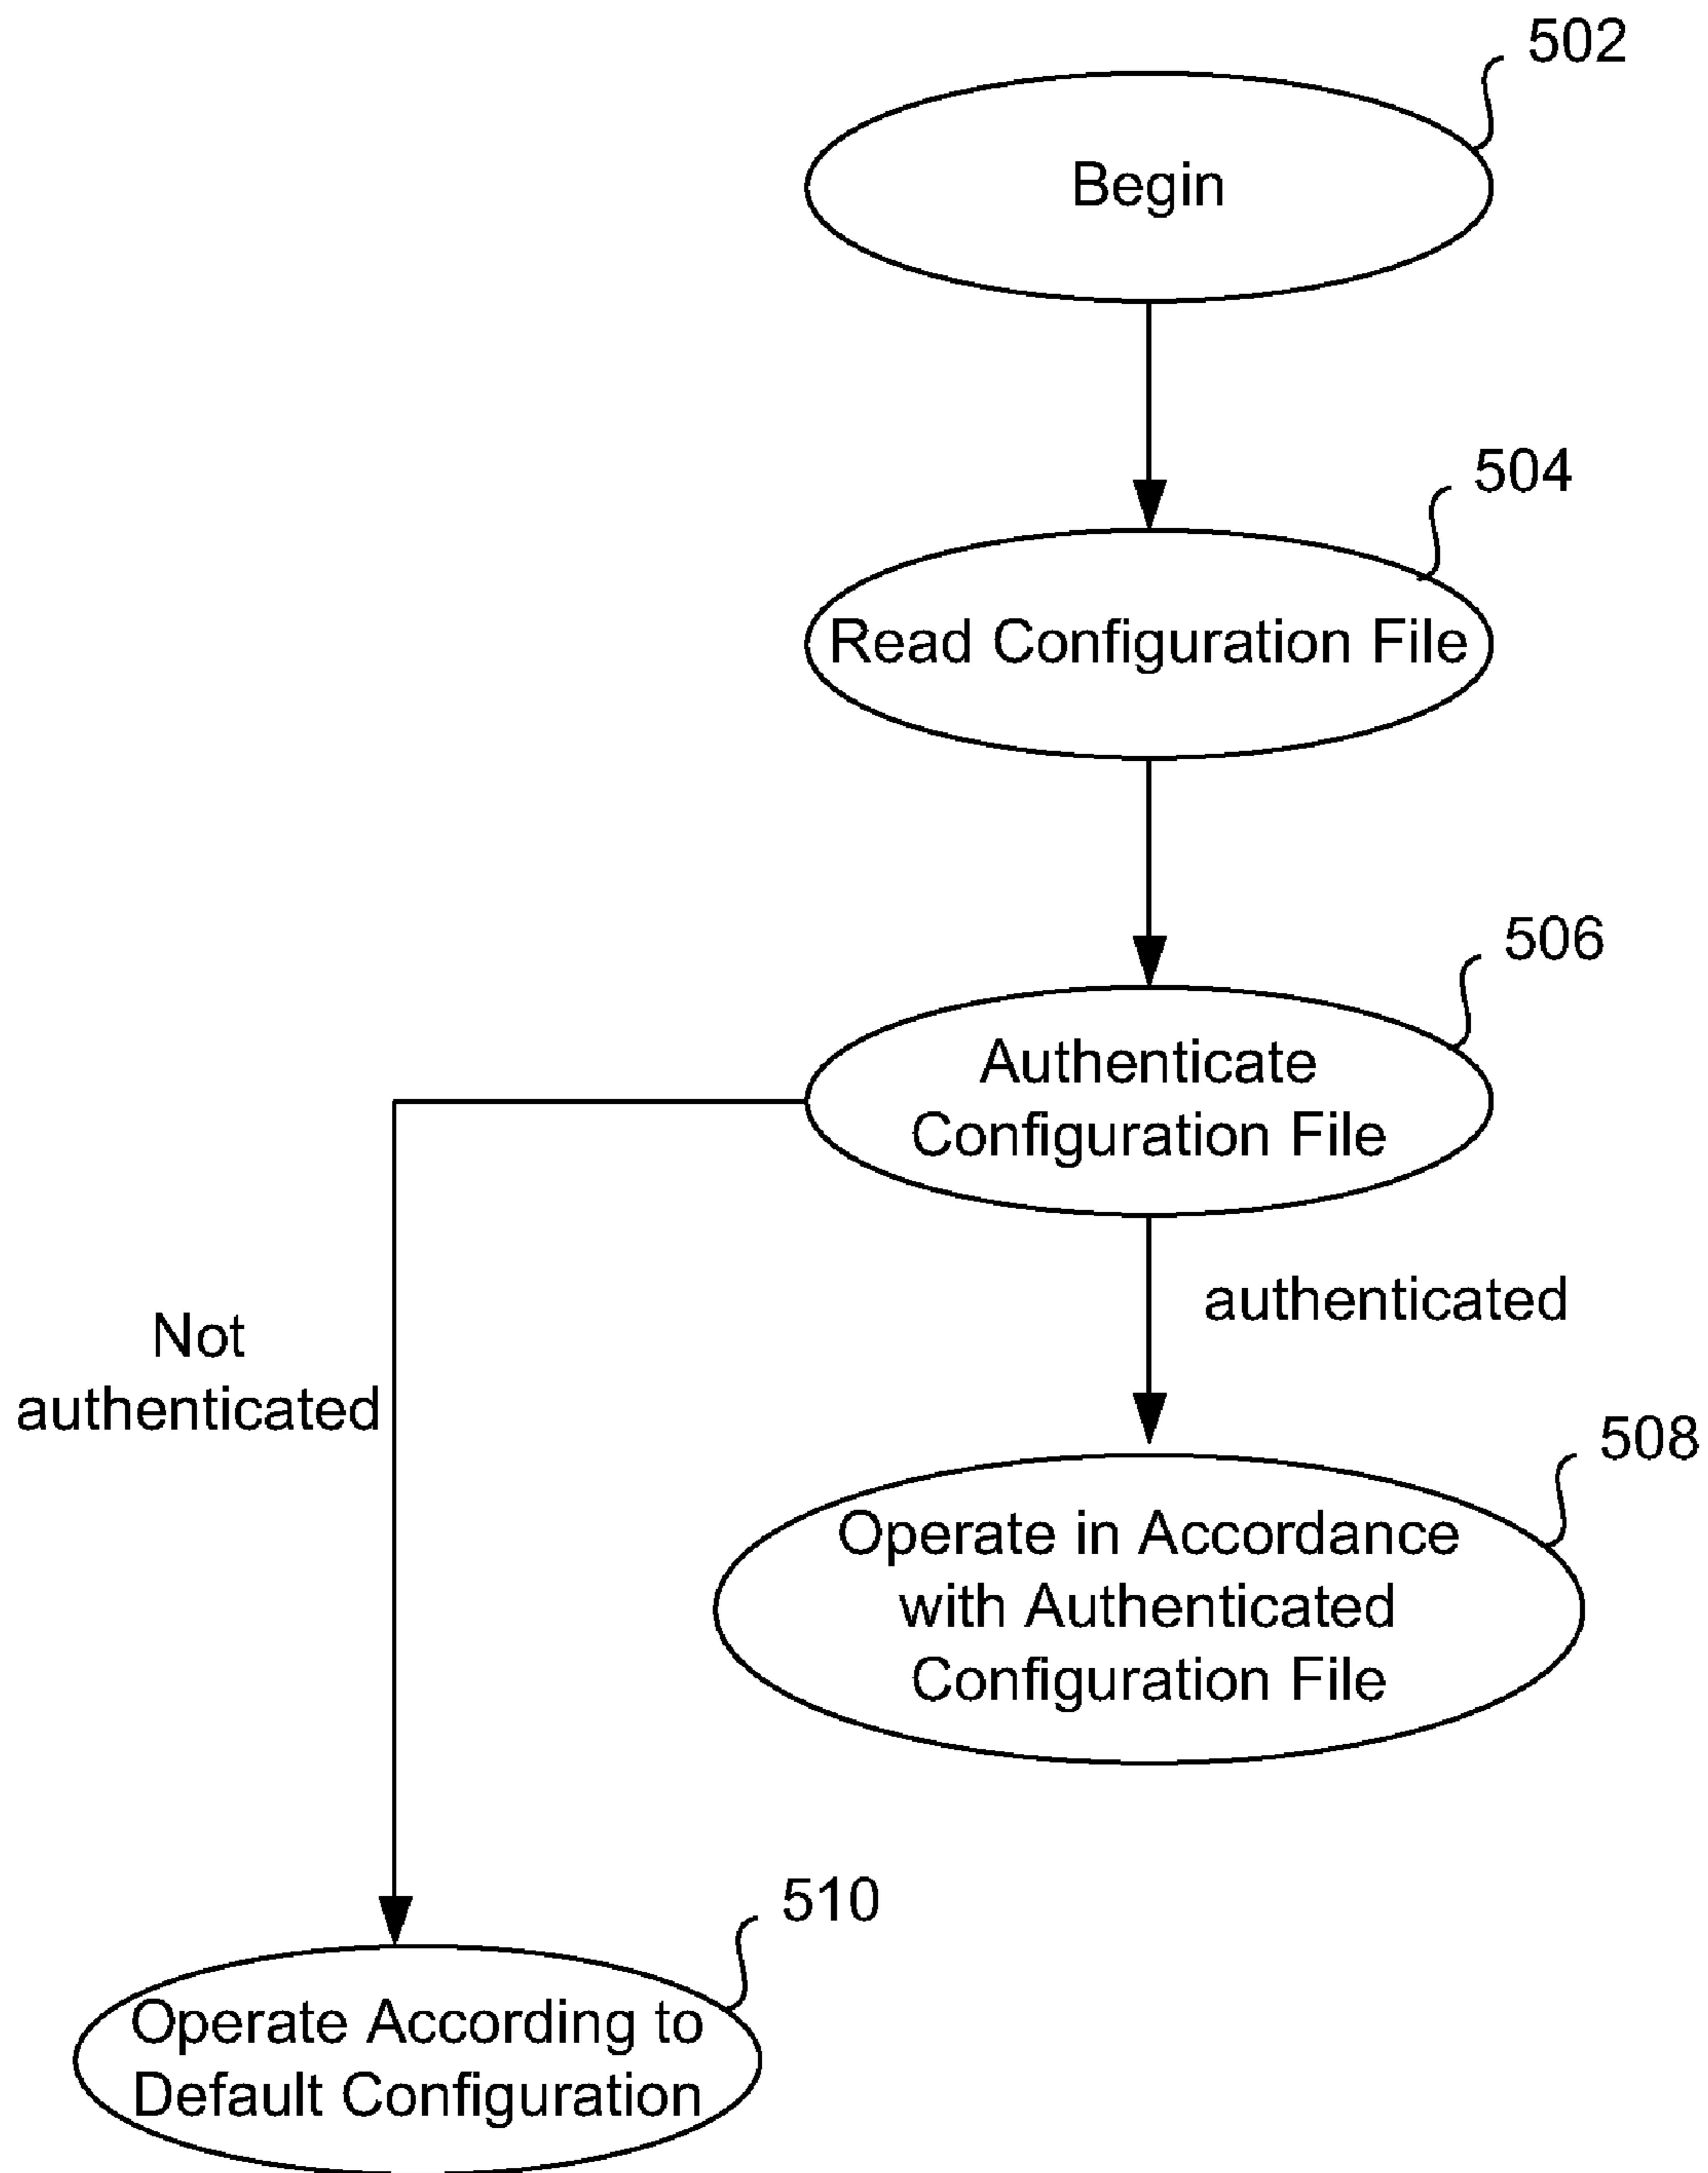 502
Begin
504
Read Configuration File
506
Authenticate
Configuration File
Not
authenticated
authenticated
508
Operate in Accordance
with Authenticated
Configuration File
510
Operate According to
Default Configuration